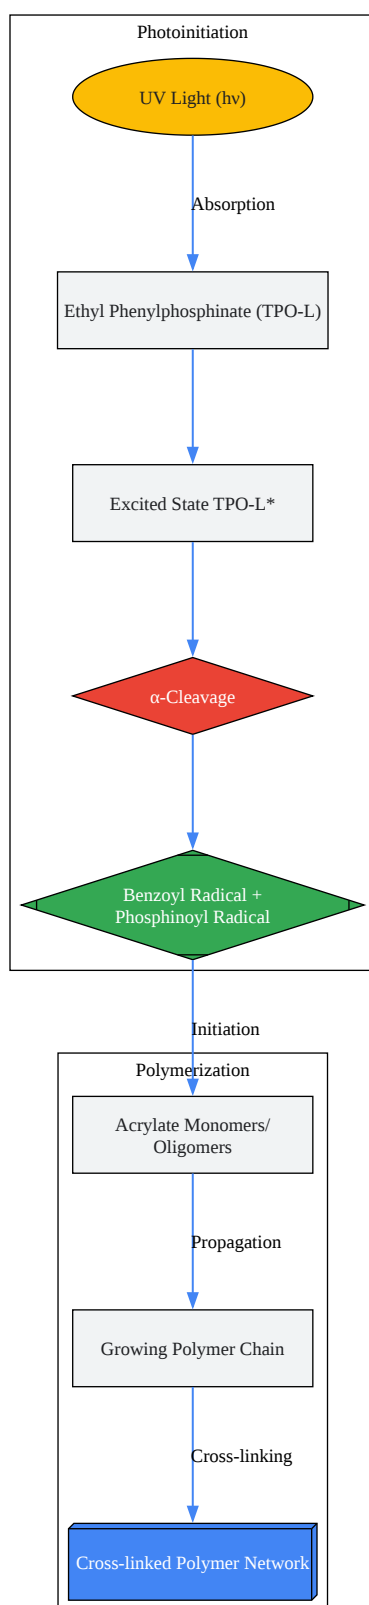 Photoinitiation
UV Light (hν)
Absorption
Ethyl Phenylphosphinate (TPO-L)
Excited State TPO-L*
α-Cleavage
Benzoyl Radical +
Phosphinoyl Radical
Initiation
Polymerization
Acrylate Monomers/
Oligomers
Propagation
Growing Polymer Chain
Cross-linking
Cross-linked Polymer Network